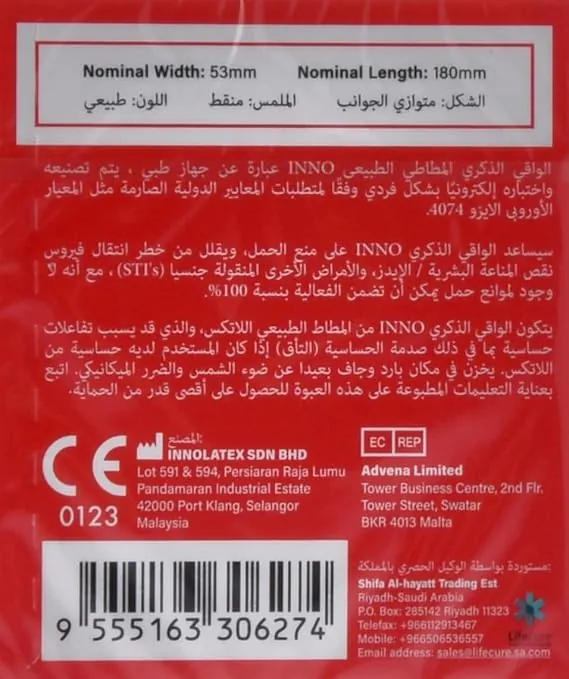 Nominal Width: 53mm Nominal Length: 180mm
الشكل: متوازي الجوانب الملمس: منقط اللون: طبيعي
الواقي الذكري المطاطي الطبيعى INNO عبارة عن جهاز طبي ، يتم تصنيعه
واختباره إلكترونيًا بشكل فردي وفقًا لمتطلبات المعايير الدولية الصارمة مثل المعيار
الأوروبى الايزو 4074.
سيساعد الواقي الذكري INNO على منع الحمل، ويقلل من خطر انتقال فيروس
نقص المناعة البشرية / الإيدز، والأمراض الأخرى المنقولة جنسيا (STI's) ، مع أنه لا
وجود لموانع حمل يمكن أن تضمن الفعالية بنسبة 100%.
يتكون الواقي الذكري INNO من المطاط الطبيعي اللاتكس، والذي قد يسبب تفاعلات
حساسية بما في ذلك صدمة الحساسية (التأق) إذا كان المستخدم لديه حساسية من
اللاتكس. يخزن في مكان بارد وجاف بعيدا عن ضوء الشمس والضرر الميكانيكي. اتبع
بعناية التعليمات المطبوعة على هذه العبوة للحصول على أقصى قدر من الحماية.
CE
0123
المصنع:
INNOLATEX SDN BHD
Lot 591 & 594, Persiaran Raja Lumu
Pandamaran Industrial Estate
42000 Port Klang, Selangor
Malaysia
EC REP
Advena Limited
Tower Business Centre, 2nd Flr.
Tower Street, Swatar
BKR 4013 Malta
9 555163 306274
مستوردة بواسطة الوكيل الحصري بالمملكة:
Shifa Al-hayatt Trading Est
Riyadh-Saudi Arabia
P.O. Box: 285142 Riyadh 11323
Telefax: +966112913467
Mobile: +966506536557
Email address: sales@lifecure.sa.com
Lifecure